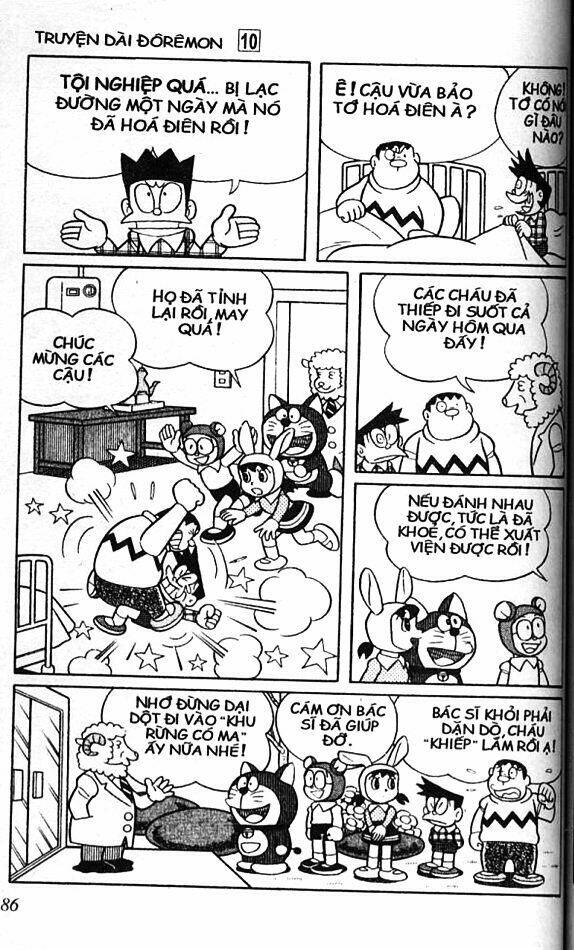 TRUYỆN DÀI ĐÔRÊMON 10
TỘI NGHIỆP QUÁ... BỊ LẠC
ĐƯỜNG MỘT NGÀY MÀ NÓ
ĐÃ HOÁ ĐIÊN RỒI!
Ê! CẬU VỪA BẢO
TỚ HOÁ ĐIÊN À?
KHÔNG!
TỚ CÓ NÓI
GÌ ĐÂU
NÀO?
HỌ ĐÃ TỈNH
LẠI RỒI, MAY
QUÁ!
CHÚC
MỪNG CÁC
CẬU!
CÁC CHÁU ĐÃ
THIẾP ĐI SUỐT CẢ
NGÀY HÔM QUA
ĐẤY!
NẾU ĐÁNH NHAU
ĐƯỢC, TỨC LÀ ĐÃ
KHOẺ, CÓ THỂ XUẤT
VIỆN ĐƯỢC RỒI!
NHỚ ĐỪNG DẠI
DỘT ĐI VÀO "KHU
RỪNG CÓ MA"
ẤY NỮA NHÉ!
CÁM ƠN BÁC
SĨ ĐÃ GIÚP
ĐỠ.
BÁC SĨ KHỎI PHẢI
DẶN DÒ, CHÁU
"KHIẾP" LẮM RỒI Ạ!
86